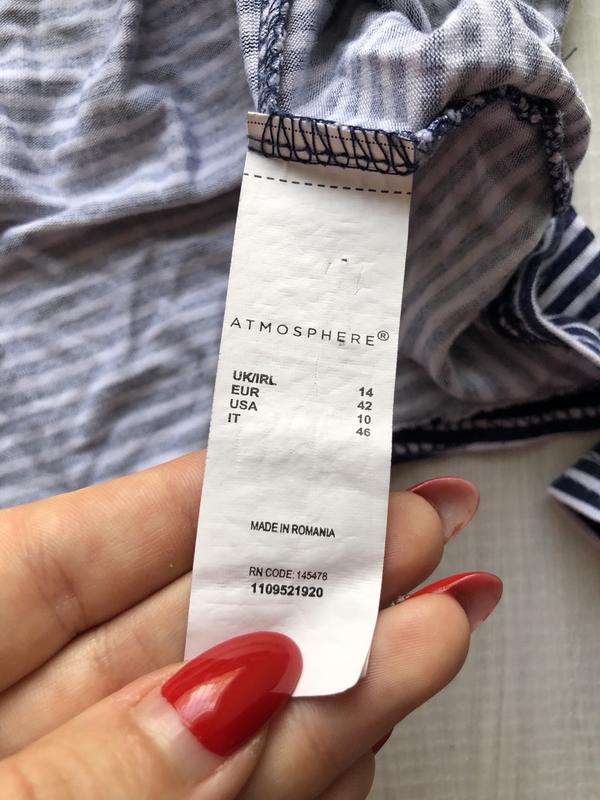 ATMOSPHERE®
UK/IRL 14
EUR 42
USA 10
IT 46
MADE IN ROMANIA
RN CODE: 145478
1109521920